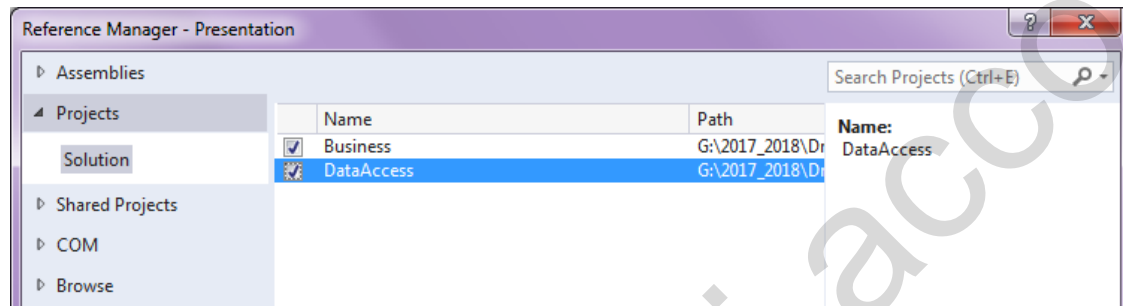 Reference Manager - Presentation
?
X
Assemblies
Search Projects (Ctrl+E)
Projects
Solution
Shared Projects
COM
Browse
Name
Path
Business
G:\2017_2018\Dr
DataAccess
G:\2017_2018\Dr
Name:
DataAccess
acco